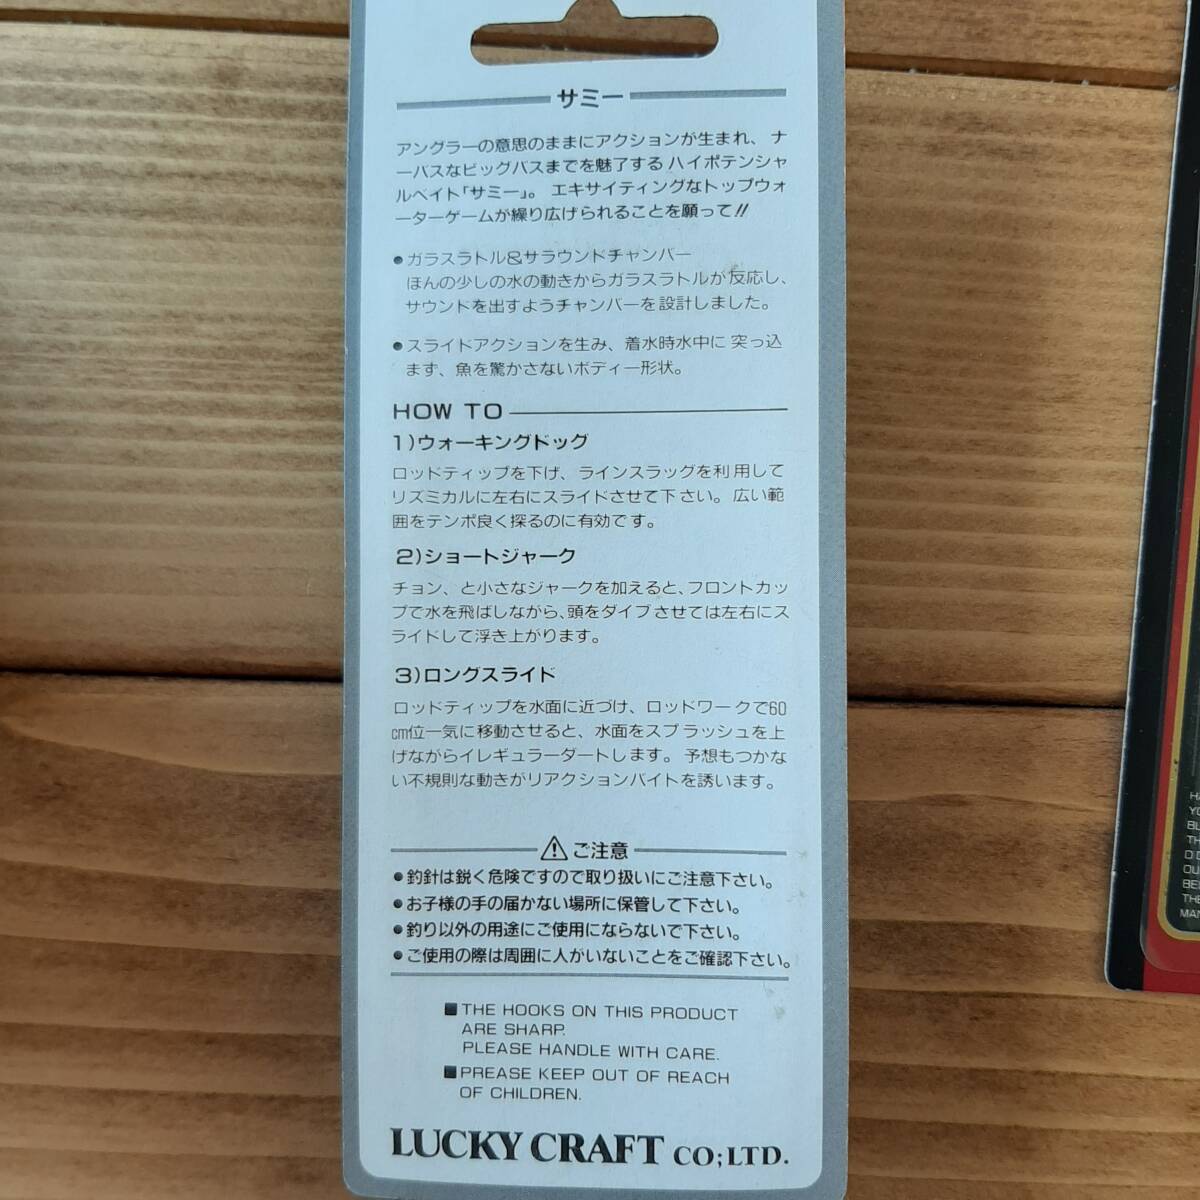 サミー
アングラーの意思のままにアクションが生まれ、ナ
ーバスなビッグバスまでを魅了する ハイポテンシャ
ルベイト｢サミー｣。 エキサイティングなトップウォ
ーターゲームが繰り広げられることを願って!!
●ガラスラトル&サラウンドチャンバー
ほんの少しの水の動きからガラスラトルが反応し、
サウンドを出すようチャンバーを設計しました。
●スライドアクションを生み、着水時水中に 突っ込
まず、魚を驚かさないボディー形状。
HOW TO
1)ウォーキングドッグ
ロッドティップを下げ、ラインスラッグを利用して
リズミカルに左右にスライドさせて下さい。広い範
囲をテンポ良く探るのに有効です。
2)ショートジャーク
チョン、と小さなジャークを加えると、フロントカッ
プで水を飛ばしながら、頭をダイブさせては左右にス
ライドして浮き上がります。
3)ロングスライド
ロッドティップを水面に近づけ、ロッドワークで60
cm位一気に移動させると、水面をスプラッシュを上
げながらイレギュラーダートします。予想もつかな
い不規則な動きがリアクションバイトを誘います。
⚠ご注意
●釣針は鋭く危険ですので取り扱いにご注意下さい。
●お子様の手の届かない場所に保管して下さい。
●釣り以外の用途にご使用にならないで下さい。
●ご使用の際は周囲に人がいないことをご確認下さい。
■THE HOOKS ON THIS PRODUCT
ARE SHARP.
PLEASE HANDLE WITH CARE.
■PREASE KEEP OUT OF REACH
OF CHILDREN.
LUCKY CRAFT CO;LTD.